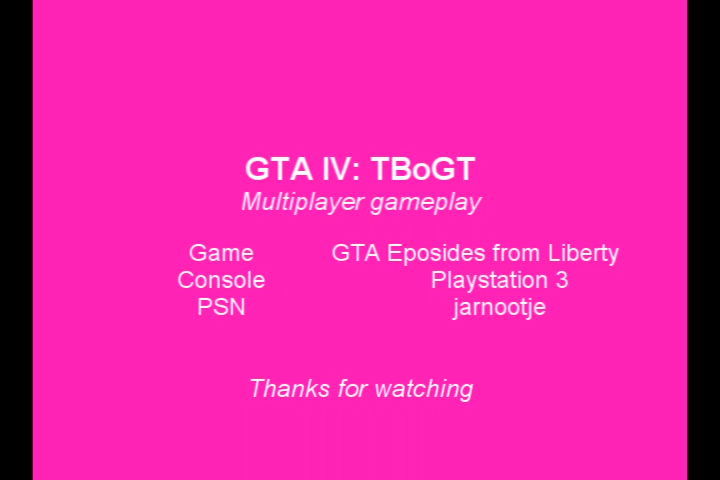 GTA IV: TBoGT
Multiplayer gameplay
Game GTA Eposides from Liberty
Console Playstation 3
PSN jarnootje
Thanks for watching